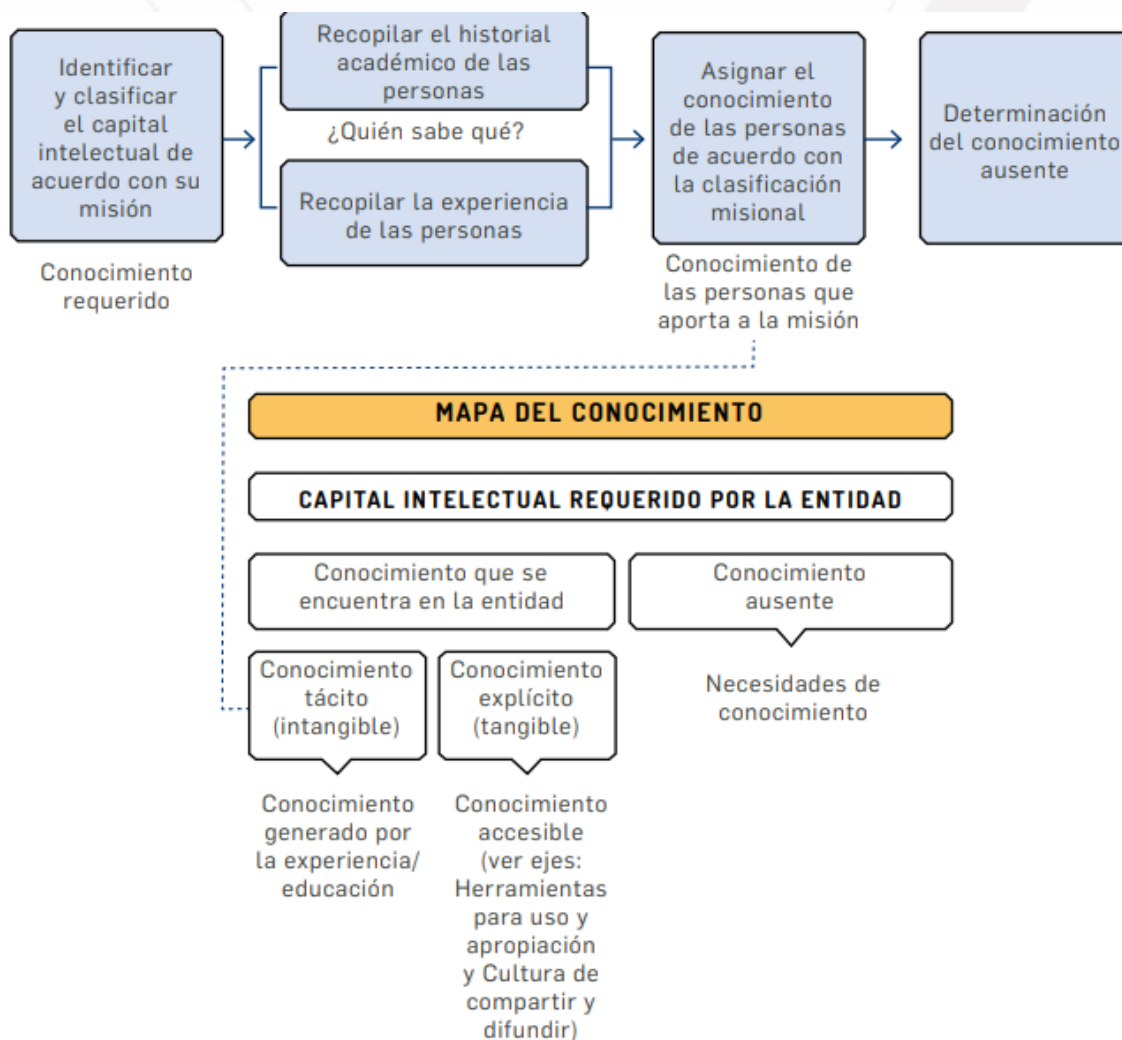 Identificar
y clasificar
el capital
intelectual de
acuerdo con su
misión
Conocimiento
requerido
Recopilar el historial
académico de las
personas
¿Quién sabe qué?
Recopilar la experiencia
de las personas
Asignar el
conocimiento
de las personas
de acuerdo con
la clasificación
misional
Conocimiento de
las personas que
aporta a la misión
Determinación
del conocimiento
ausente
MAPA DEL CONOCIMIENTO
CAPITAL INTELECTUAL REQUERIDO POR LA ENTIDAD
Conocimiento que se
encuentra en la entidad
Conocimiento
ausente
Conocimiento
tácito
(intangible)
Conocimiento
explícito
(tangible)
Necesidades de
conocimiento
Conocimiento
generado por
la experiencia/
educación
Conocimiento
accesible
(ver ejes:
Herramientas
para uso y
apropiación
y Cultura de
compartir y
difundir)